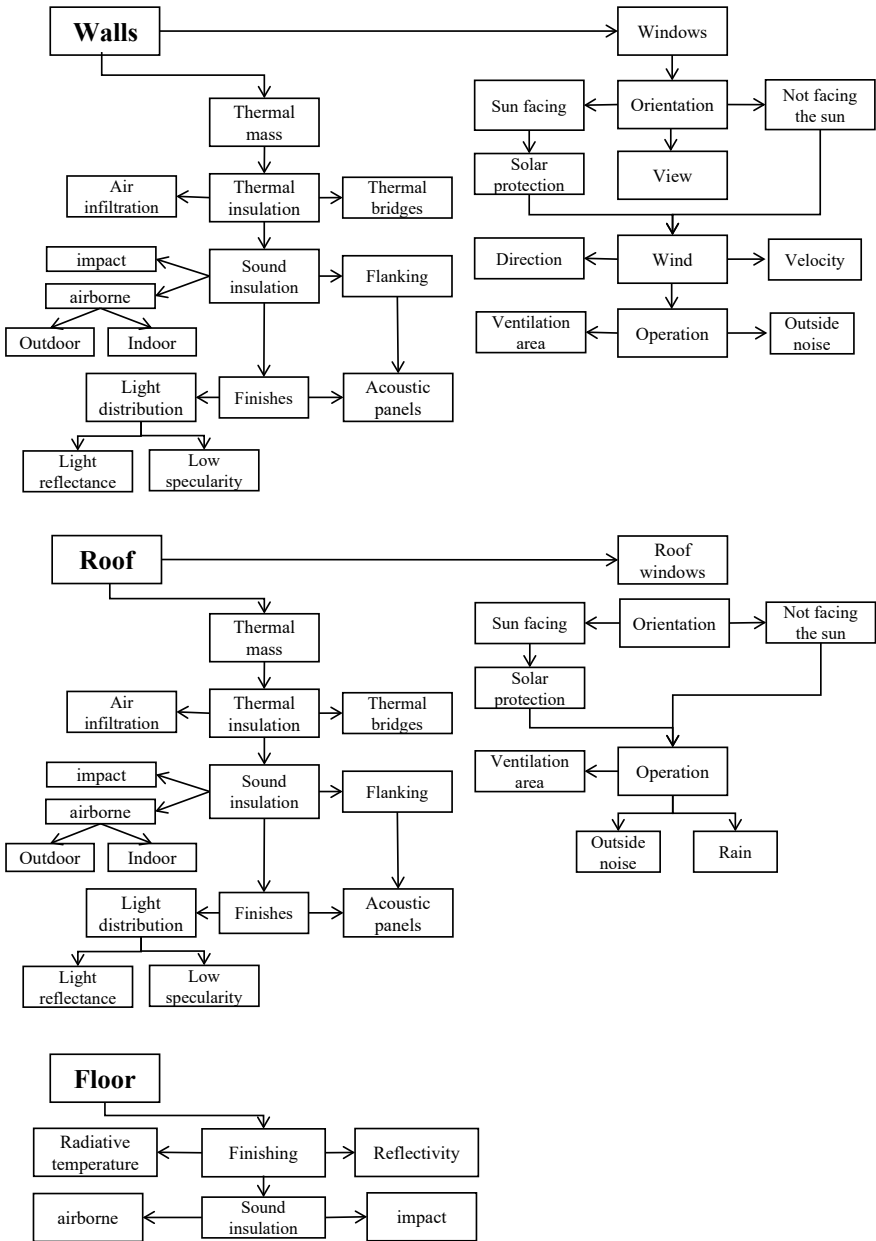 Walls
Windows
Thermal
mass
Sun facing
Orientation
Not facing
the sun
Air
infiltration
Thermal
insulation
Thermal
bridges
Solar
protection
View
impact
Sound
insulation
Flanking
Direction
Wind
Velocity
airborne
Outdoor
Indoor
Ventilation
area
Operation
Outside
noise
Light
distribution
Finishes
Acoustic
panels
Light
reflectance
Low
specularity
Roof
Roof
windows
Thermal
mass
Sun facing
Orientation
Not facing
the sun
Air
infiltration
Thermal
insulation
Thermal
bridges
Solar
protection
impact
Sound
insulation
Flanking
Ventilation
area
Operation
airborne
Outdoor
Indoor
Outside
noise
Rain
Light
distribution
Finishes
Acoustic
panels
Light
reflectance
Low
specularity
Floor
Radiative
temperature
Finishing
Reflectivity
airborne
Sound
insulation
impact